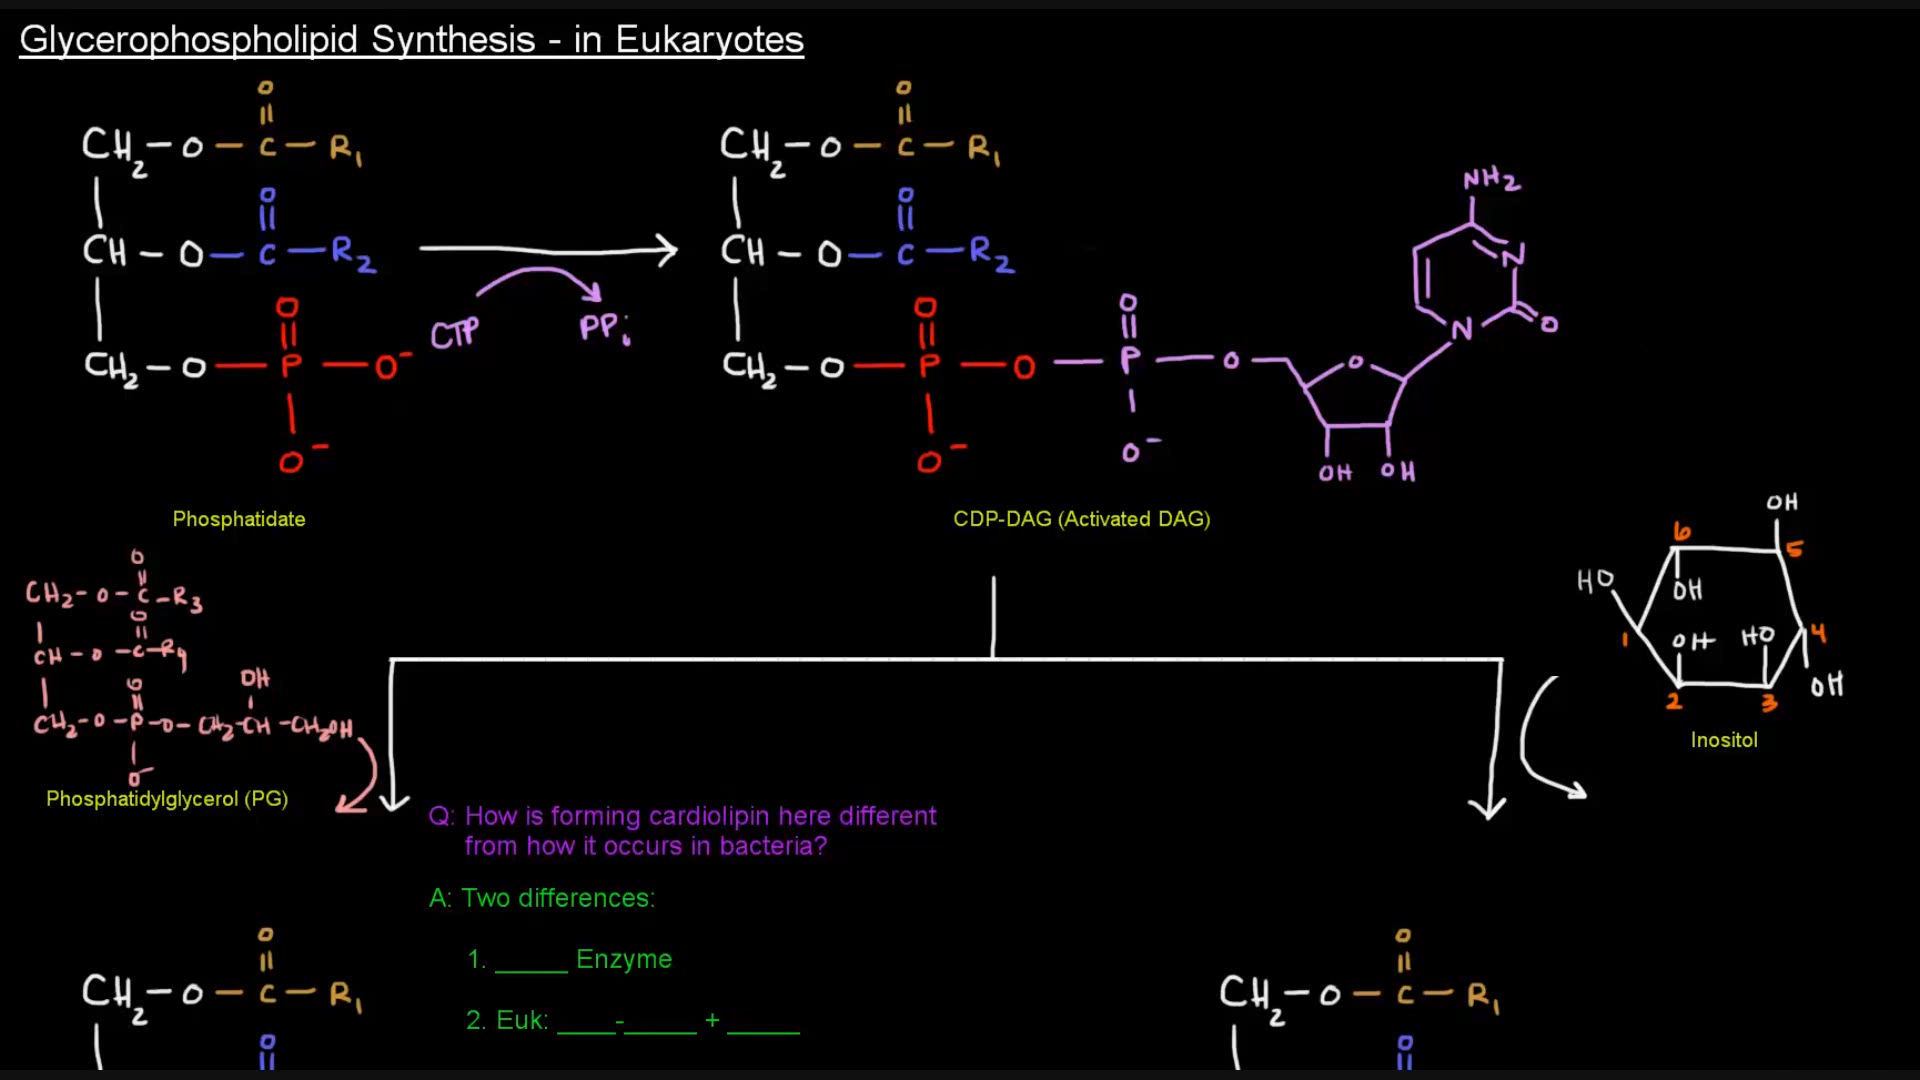 Glycerophospholipid Synthesis - in Eukaryotes
O
CH2-O-C-R1
O
CH-O-C-R2
O
CH2-O-P-O-
O-
Phosphatidate
CTP
PPi
O
CH2-O-C-R1
O
CH-O-C-R2
O
CH2-O-P-O-P-O
O
O-
O-
O
N
N
O
NH2
OH OH
CDP-DAG (Activated DAG)
O
CH2-O-C-R3
O
CH-O-C-R4
O
OH
CH2-O-P-O-CH2-CH-CH2OH
O-
Phosphatidylglycerol (PG)
OH
6
5
HO
OH
1
OH
HO
4
OH
2
3
Inositol
Q: How is forming cardiolipin here different
from how it occurs in bacteria?
A: Two differences:
1. _____ Enzyme
2. Euk: ____-_____ + _____
O
CH2-O-C-R1
O
O
CH2-O-C-R1
O